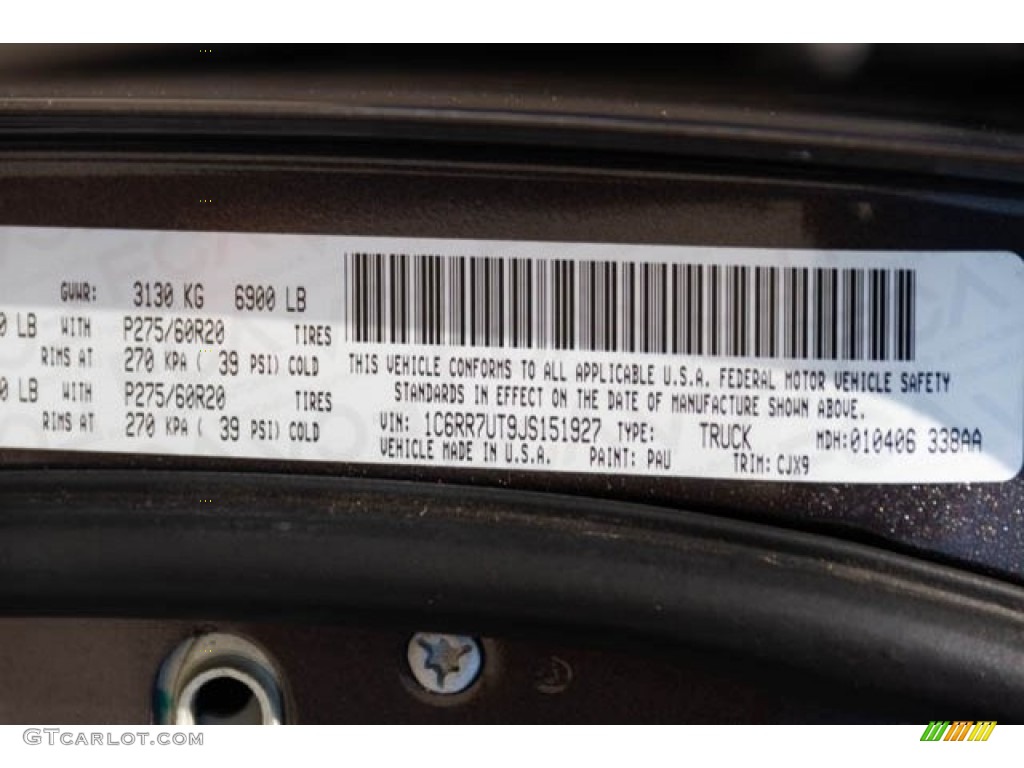 GVWR: 3130 KG 6900 LB
0 LB WITH P275/60R20 TIRES
RIMS AT 270 KPA ( 39 PSI) COLD
0 LB WITH P275/60R20 TIRES
RIMS AT 270 KPA ( 39 PSI) COLD
THIS VEHICLE CONFORMS TO ALL APPLICABLE U.S.A. FEDERAL MOTOR VEHICLE SAFETY
STANDARDS IN EFFECT ON THE DATE OF MANUFACTURE SHOWN ABOVE.
VIN: 1C6RR7UT9JS151927 TYPE: TRUCK MDH:010406 338AA
VEHICLE MADE IN U.S.A. PAINT: PAU TRIM: CJX9
GTCarLot.com